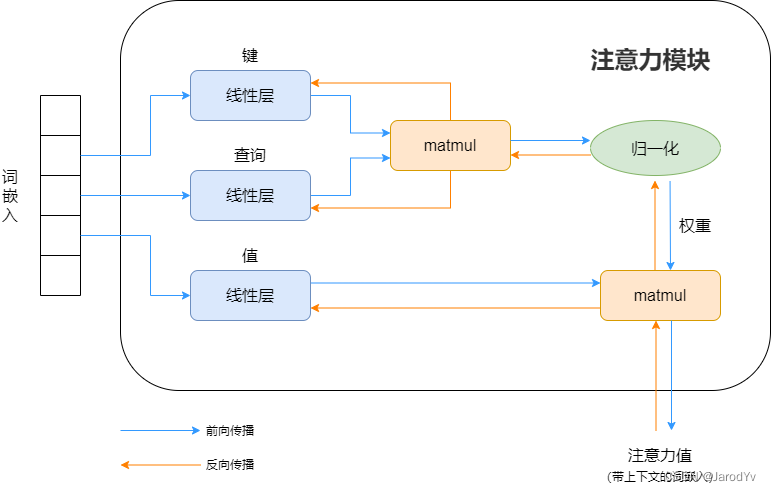 注意力模块
键
线性层
matmul
归一化
查询
线性层
词嵌入
权重
值
线性层
matmul
前向传播
反向传播
注意力值
(带上下文的词嵌入)
@JarodYv